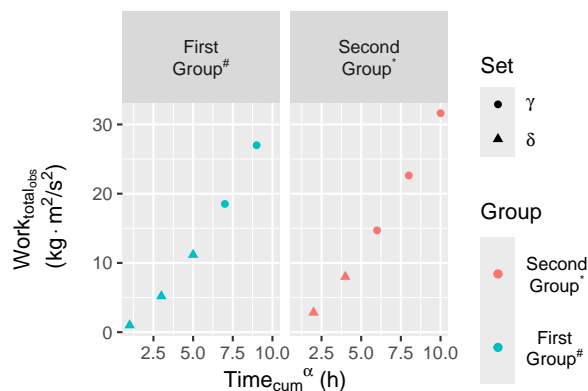 First
Group#
Second
Group*
30
20
10
0
Work_total_obs
(kg · m²/s²)
2.5 5.0 7.5 10.0
2.5 5.0 7.5 10.0
Time_cum^α (h)
Set
γ
δ
Group
Second
Group*
First
Group#